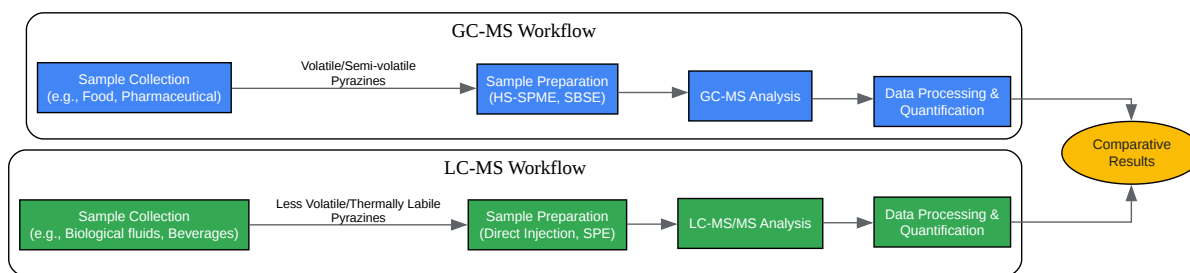 GC-MS Workflow
Sample Collection
(e.g., Food, Pharmaceutical)
Volatile/Semi-volatile
Pyrazines
Sample Preparation
(HS-SPME, SBSE)
GC-MS Analysis
Data Processing &
Quantification
Comparative
Results
LC-MS Workflow
Sample Collection
(e.g., Biological fluids, Beverages)
Less Volatile/Thermally Labile
Pyrazines
Sample Preparation
(Direct Injection, SPE)
LC-MS/MS Analysis
Data Processing &
Quantification